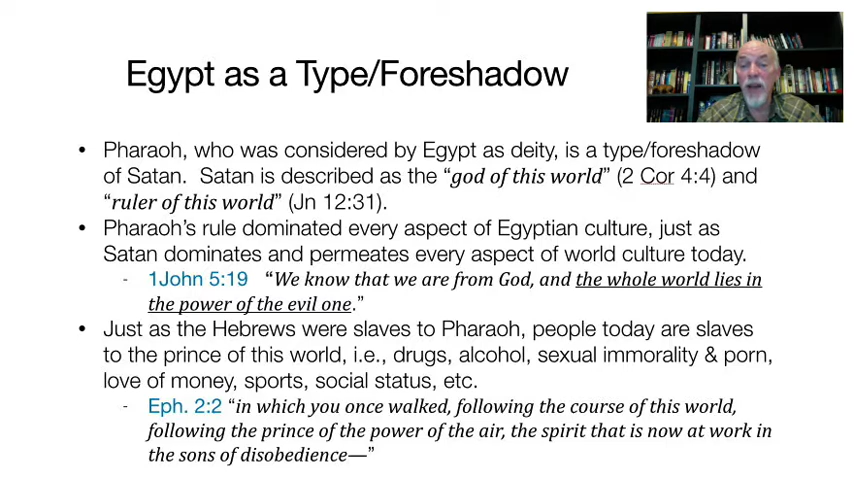 Egypt as a Type/Foreshadow
• Pharaoh, who was considered by Egypt as deity, is a type/foreshadow
of Satan. Satan is described as the “god of this world” (2 Cor 4:4) and
“ruler of this world” (Jn 12:31).
• Pharaoh’s rule dominated every aspect of Egyptian culture, just as
Satan dominates and permeates every aspect of world culture today.
- 1John 5:19 “We know that we are from God, and the whole world lies in
the power of the evil one.”
• Just as the Hebrews were slaves to Pharaoh, people today are slaves
to the prince of this world, i.e., drugs, alcohol, sexual immorality & porn,
love of money, sports, social status, etc.
- Eph. 2:2 “in which you once walked, following the course of this world,
following the prince of the power of the air, the spirit that is now at work in
the sons of disobedience—”